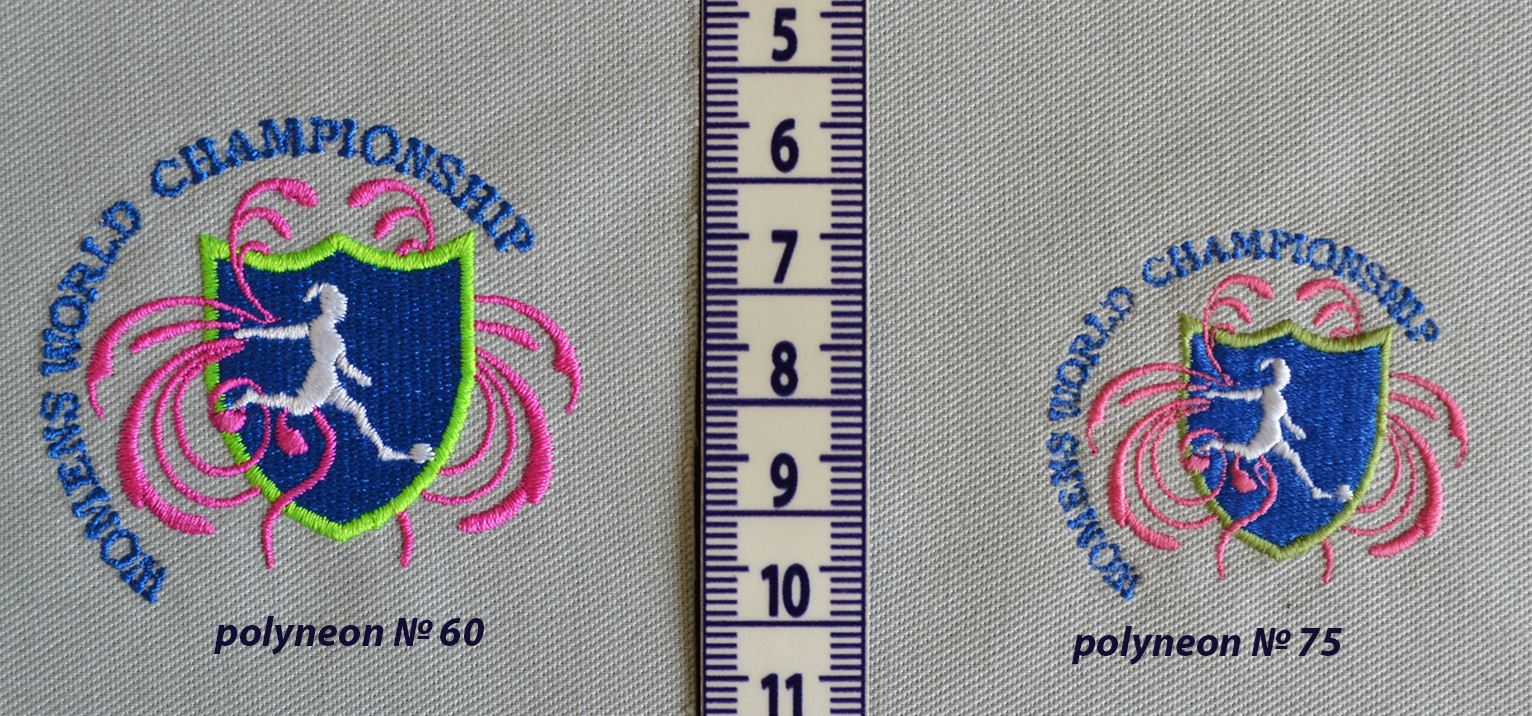 WOMENS WORLD CHAMPIONSHIP
polyneon № 60
5
6
7
8
9
10
11
WOMENS WORLD CHAMPIONSHIP
polyneon № 75